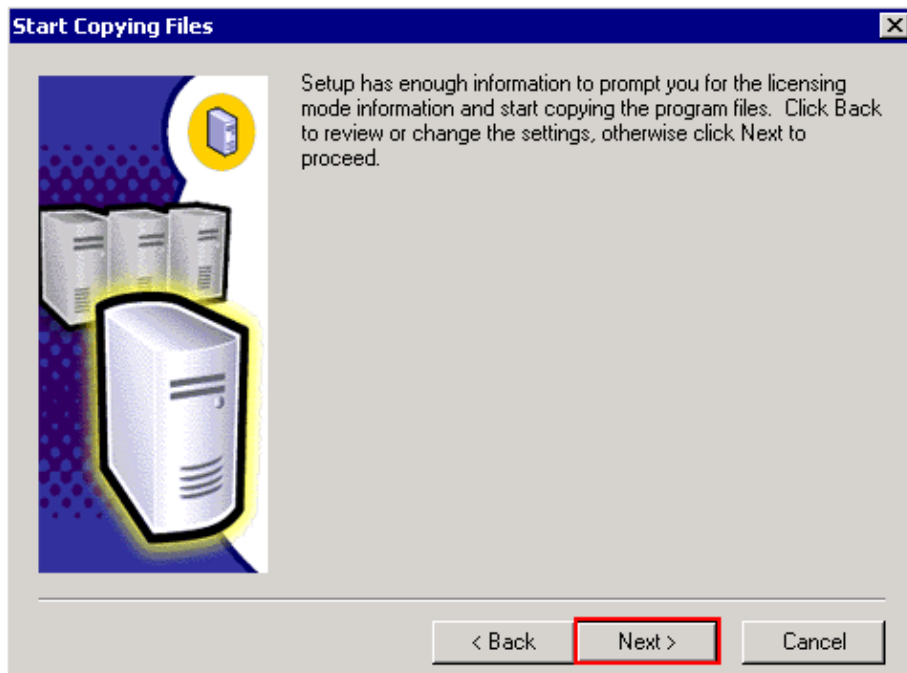 Start Copying Files
Setup has enough information to prompt you for the licensing
mode information and start copying the program files.  Click Back
to review or change the settings, otherwise click Next to
proceed.
< Back
Next >
Cancel